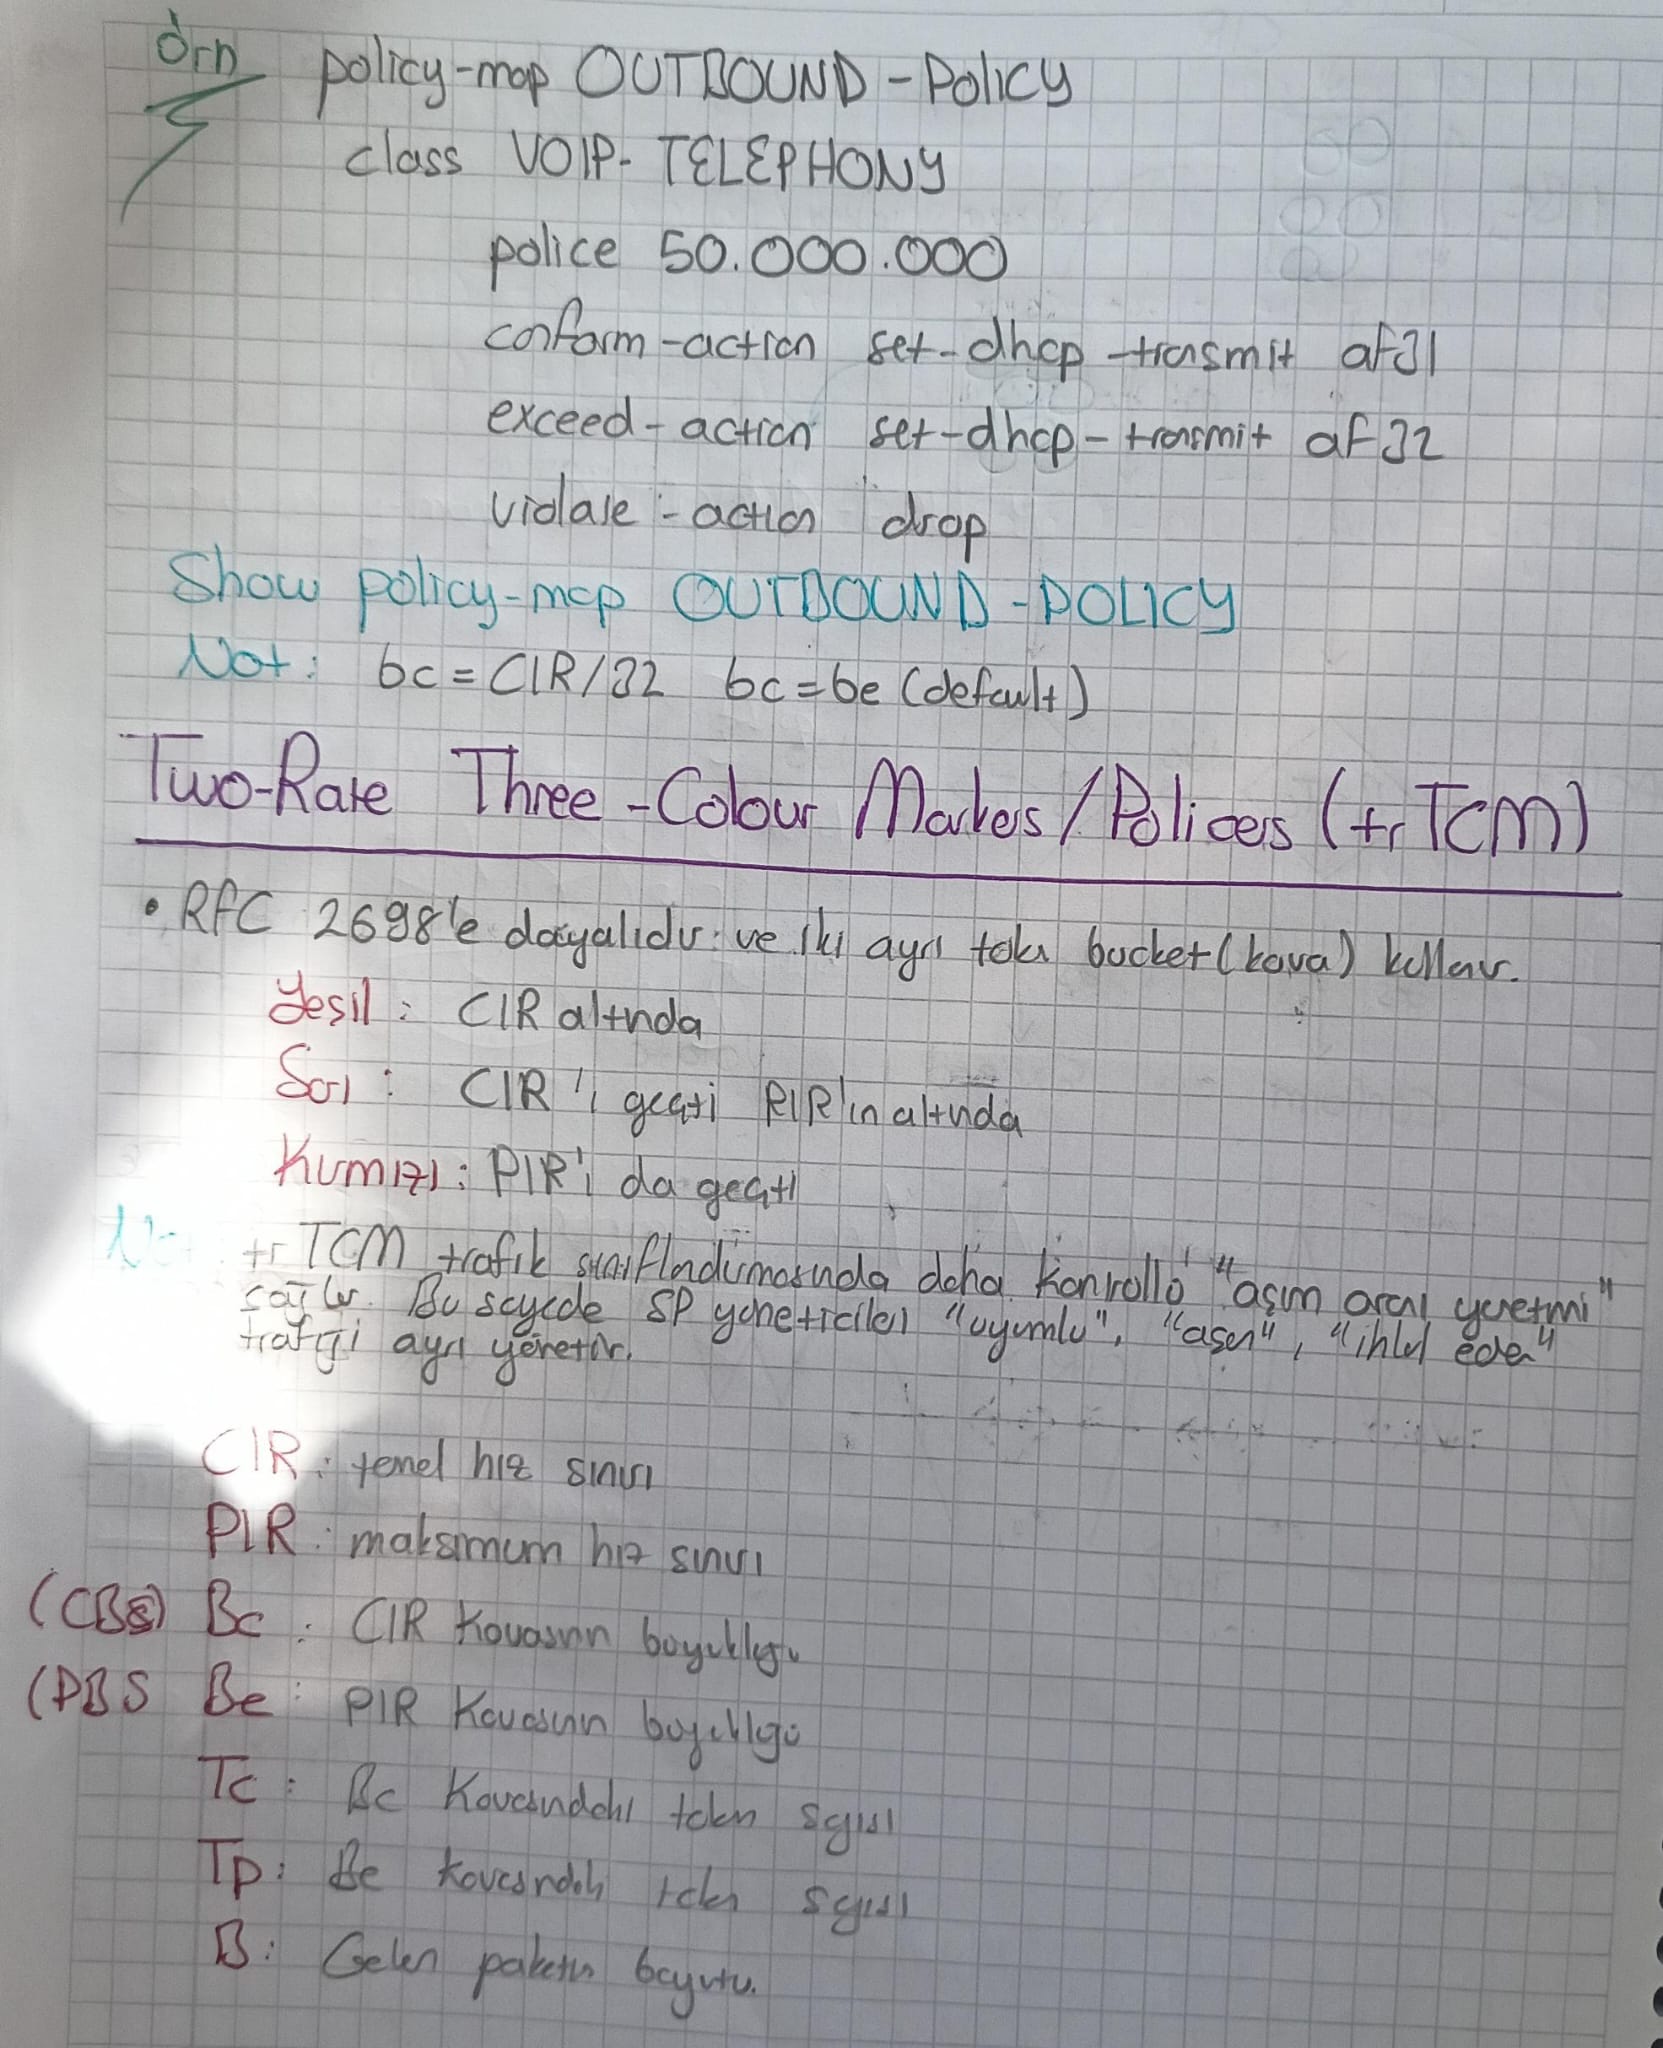 Örn policy-map OUTBOUND-Policy
class VOIP-TELEPHONY
police 50.000.000
conform-action set-dhcp-transmit af31
exceed-action set-dhcp-transmit af32
violate-action drop
Show policy-map OUTBOUND-POLICY
Not: bc = CIR/32 bc=be (default)
Two-Rate Three-Colour Markers/Policers (trTCM)
• RFC 2698'e dayalıdır ve iki ayrı token bucket (kova) kullanır.
Yesil: CIR altında
Sarı: CIR'i geçti PIR'in altında
Kırmızı: PIR'i da geçti
Not: trTCM trafik sınıflandırmasında daha kontrollü "aşım aralı yönetimi"
sağlar. Bu sayede SP yöneticileri "uyumlu", "aşan", "ihlal eden"
trafiği ayrı yönetir.
CIR: temel hız sınırı
PIR: maksimum hız sınırı
(CBS) Bc: CIR Kovasının büyüklüğü
(PBS Be: PIR Kovasının büyüklüğü
Tc: Bc Kovasındaki token sayısı
Tp: Be kovasındaki token sayısı
B: Gelen paketin boyutu.